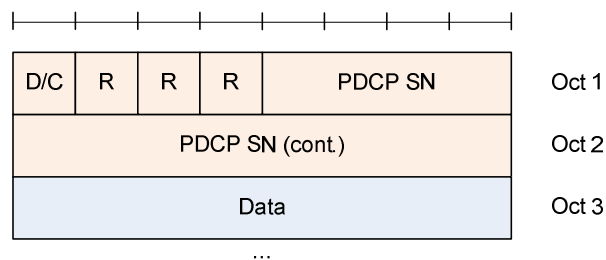 D/C R R R PDCP SN Oct 1
PDCP SN (cont.) Oct 2
Data Oct 3
...